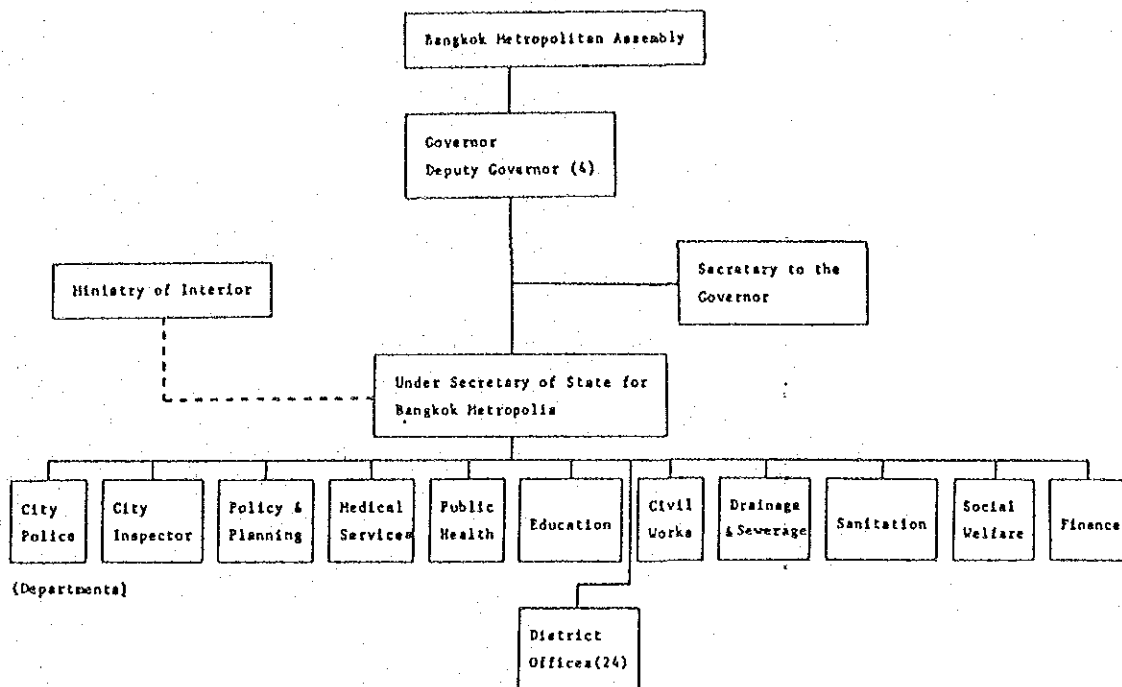 Bangkok Metropolitan Assembly
Governor
Deputy Governor (4)
Secretary to the
Governor
Ministry of Interior
Under Secretary of State for
Bangkok Metropolis
City
Police
City
Inspector
Policy &
Planning
Medical
Services
Public
Health
Education
Civil
Works
Drainage
& Sewerage
Sanitation
Social
Welfare
Finance
(Departments)
District
Offices(24)